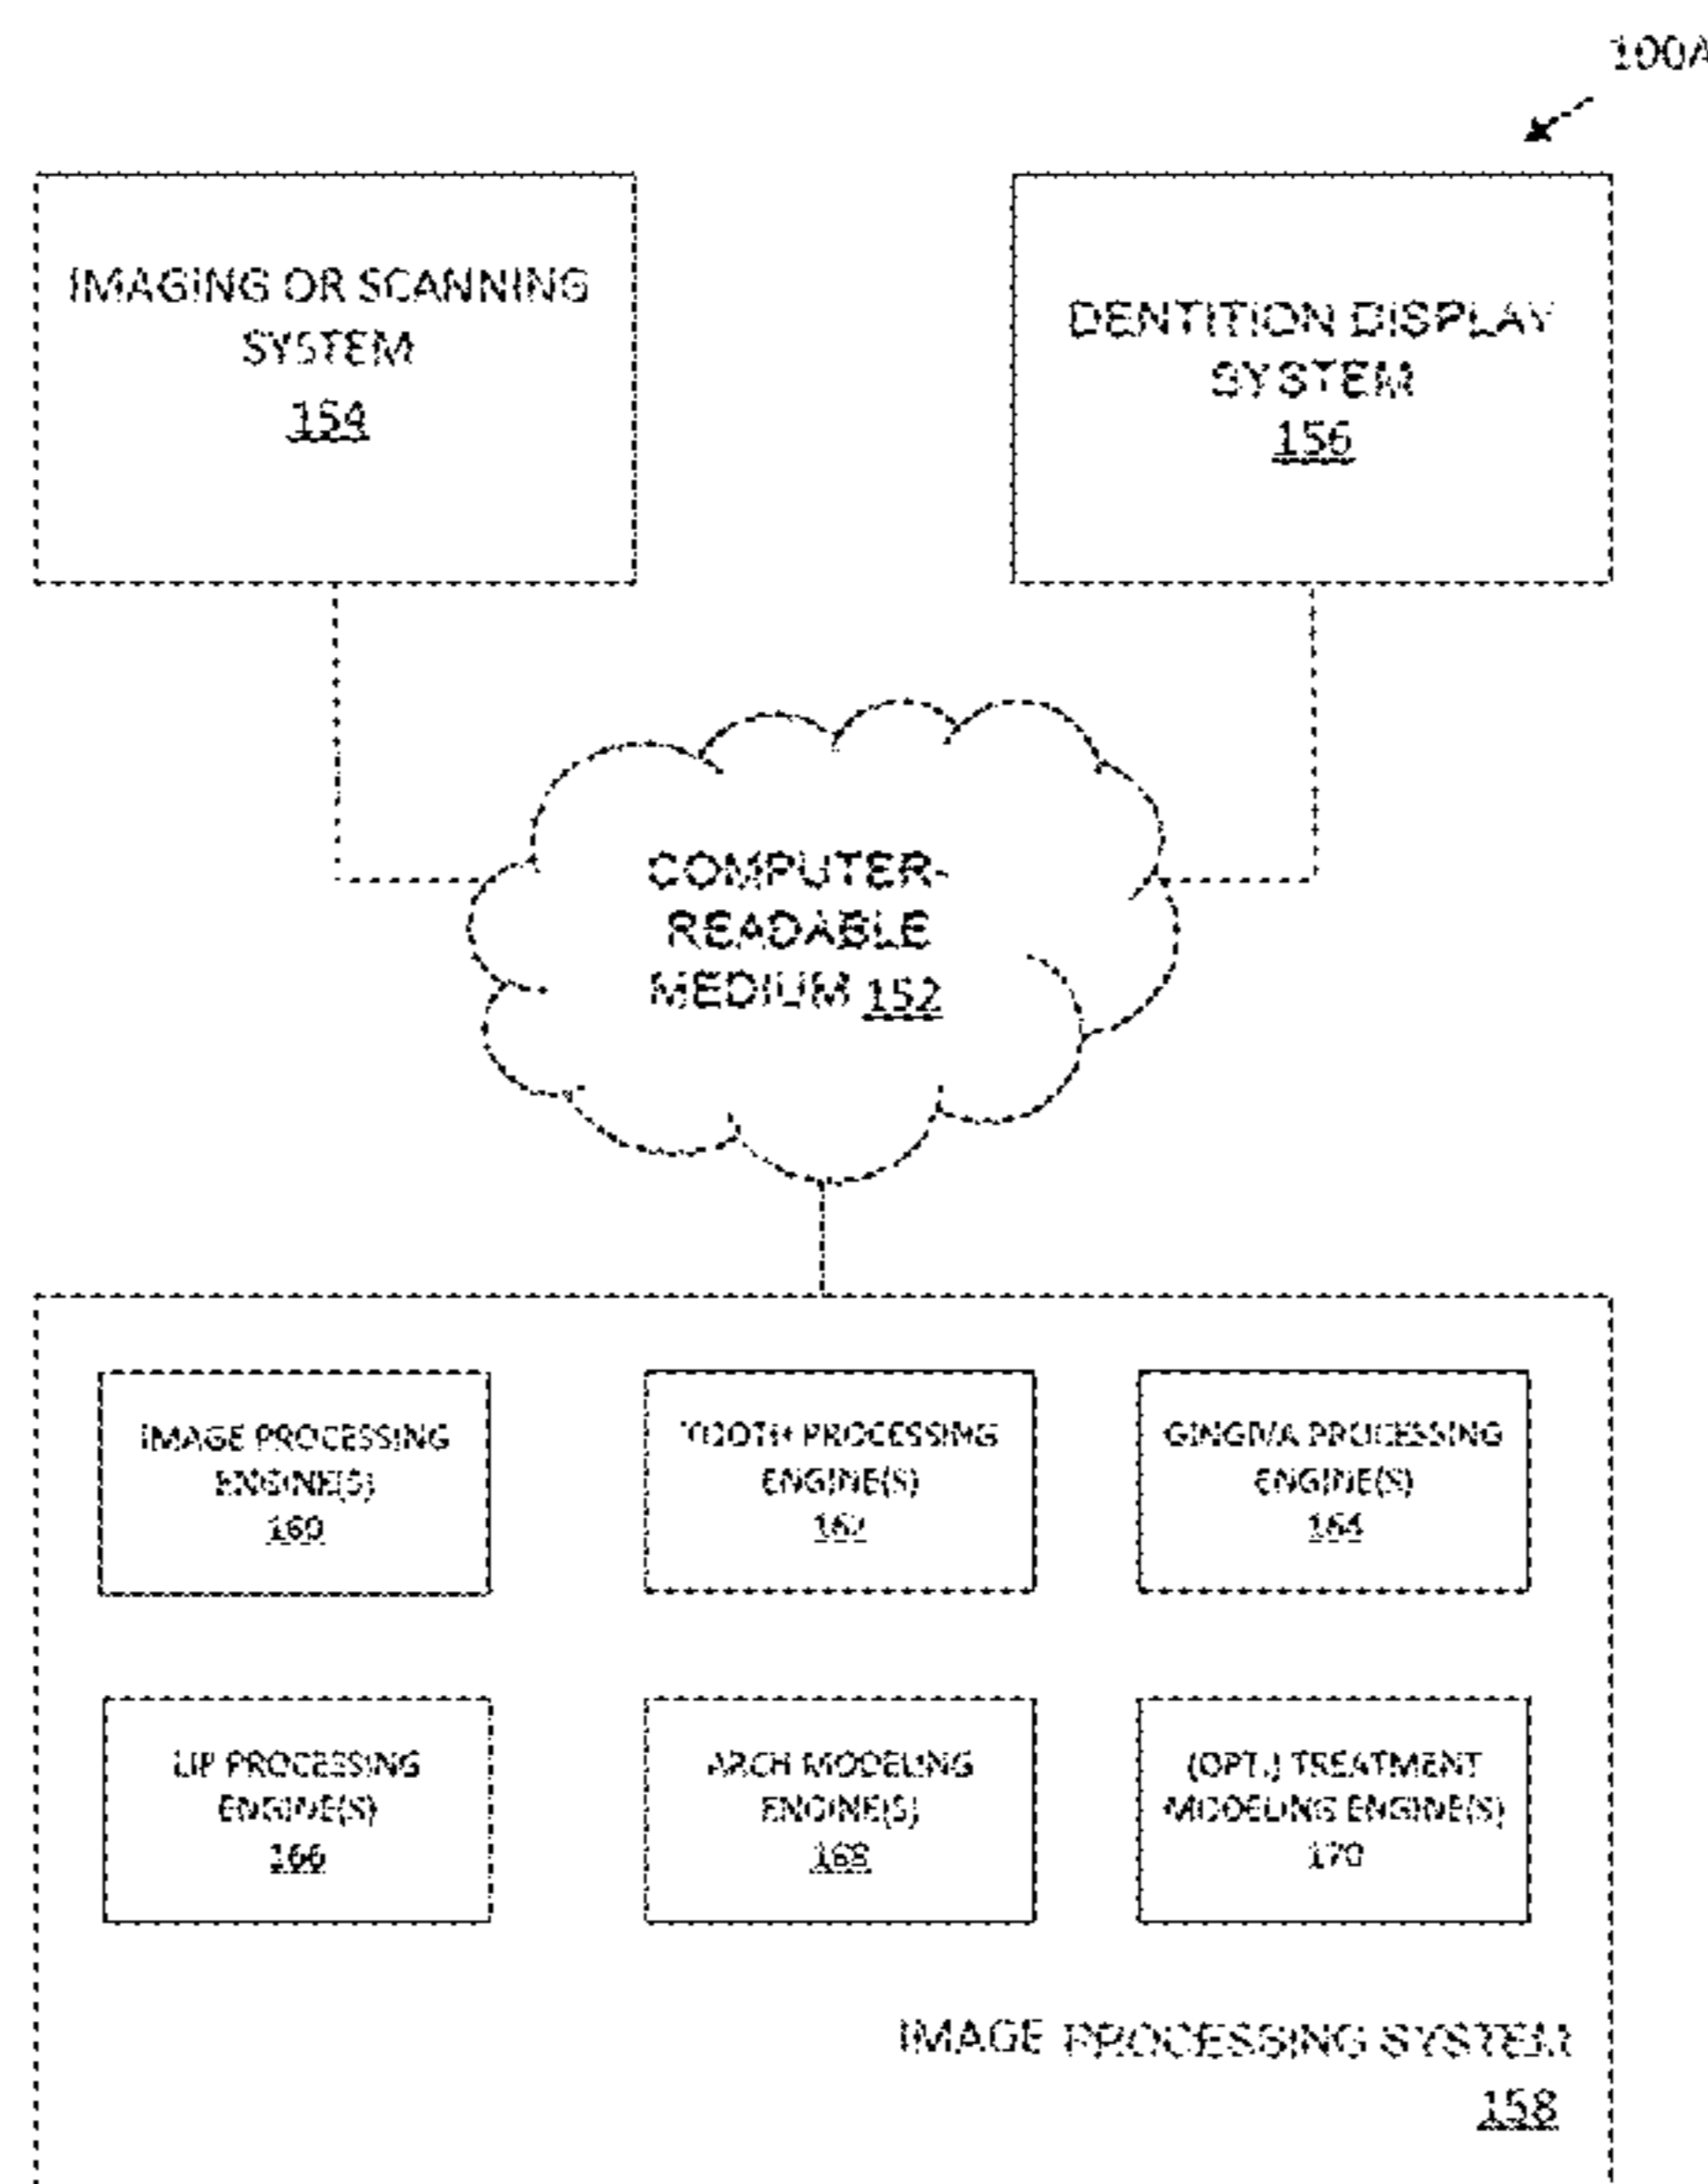 100A
IMAGING OR SCANNING
SYSTEM
154
DENTITION DISPLAY
SYSTEM
156
COMPUTER-
READABLE
MEDIUM 152
IMAGE PROCESSING
ENGINE(S)
160
TOOTH PROCESSING
ENGINE(S)
162
GINGIVA PROCESSING
ENGINE(S)
164
LIP PROCESSING
ENGINE(S)
166
ARCH MODELING
ENGINE(S)
168
(OPT.) TREATMENT
MODELING ENGINE(S)
170
IMAGE PROCESSING SYSTEM
158